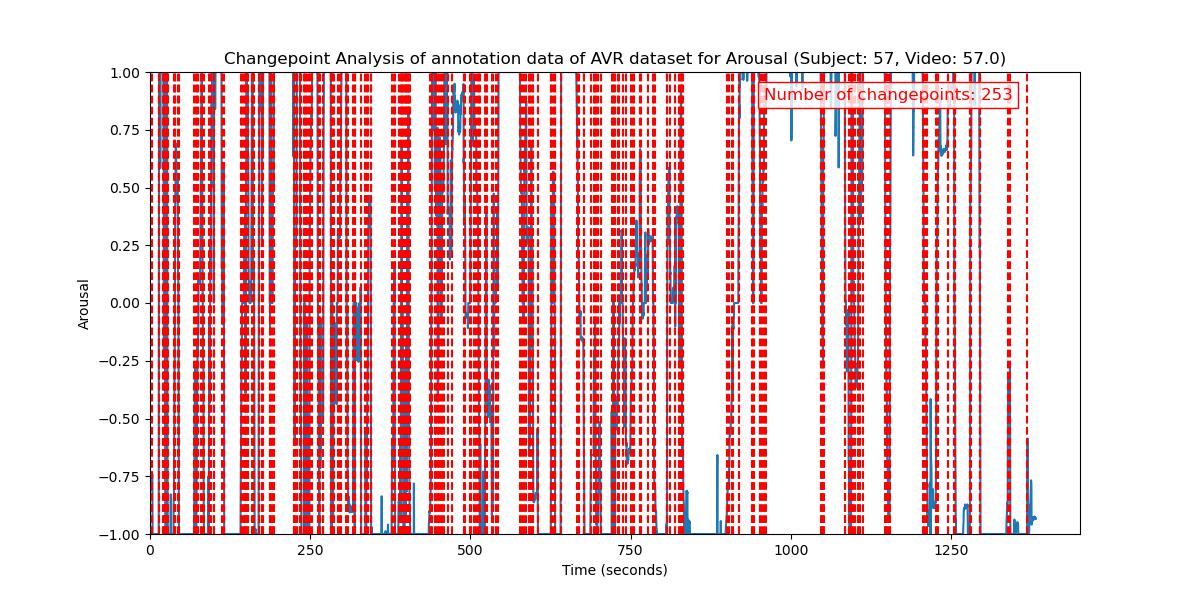 Changepoint Analysis of annotation data of AVR dataset for Arousal (Subject: 57, Video: 57.0)
Number of changepoints: 253
Arousal
1.00
0.75
0.50
0.25
0.00
−0.25
−0.50
−0.75
−1.00
0 250 500 750 1000 1250
Time (seconds)